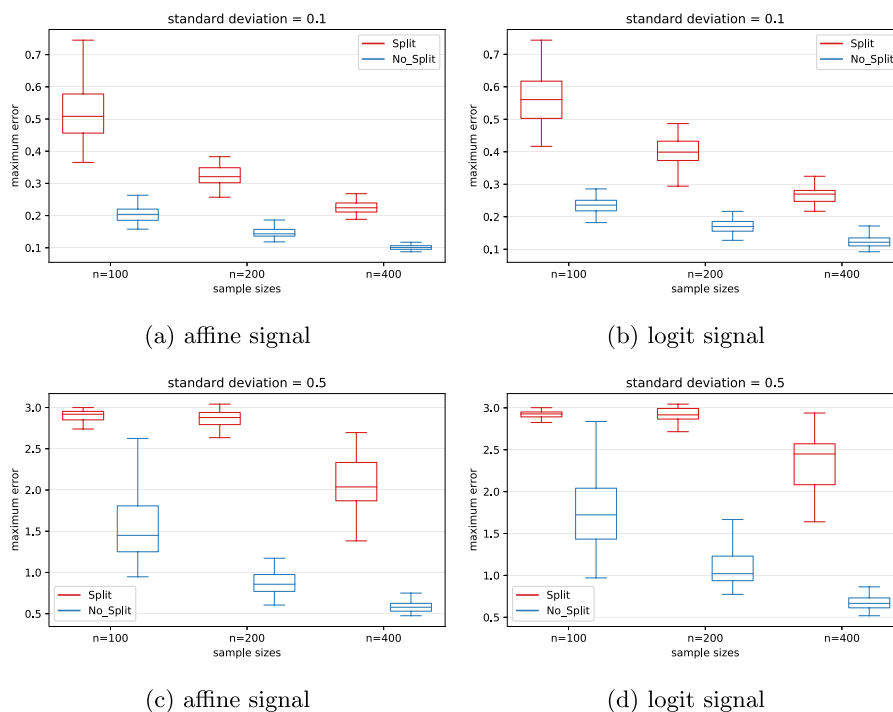 standard deviation = 0.1
maximum error
0.7
0.6
0.5
0.4
0.3
0.2
0.1
Split
No_Split
n=100 n=200 n=400
sample sizes
(a) affine signal
standard deviation = 0.1
maximum error
0.7
0.6
0.5
0.4
0.3
0.2
0.1
Split
No_Split
n=100 n=200 n=400
sample sizes
(b) logit signal
standard deviation = 0.5
maximum error
3.0
2.5
2.0
1.5
1.0
0.5
Split
No_Split
n=100 n=200 n=400
sample sizes
(c) affine signal
standard deviation = 0.5
maximum error
3.0
2.5
2.0
1.5
1.0
0.5
Split
No_Split
n=100 n=200 n=400
sample sizes
(d) logit signal